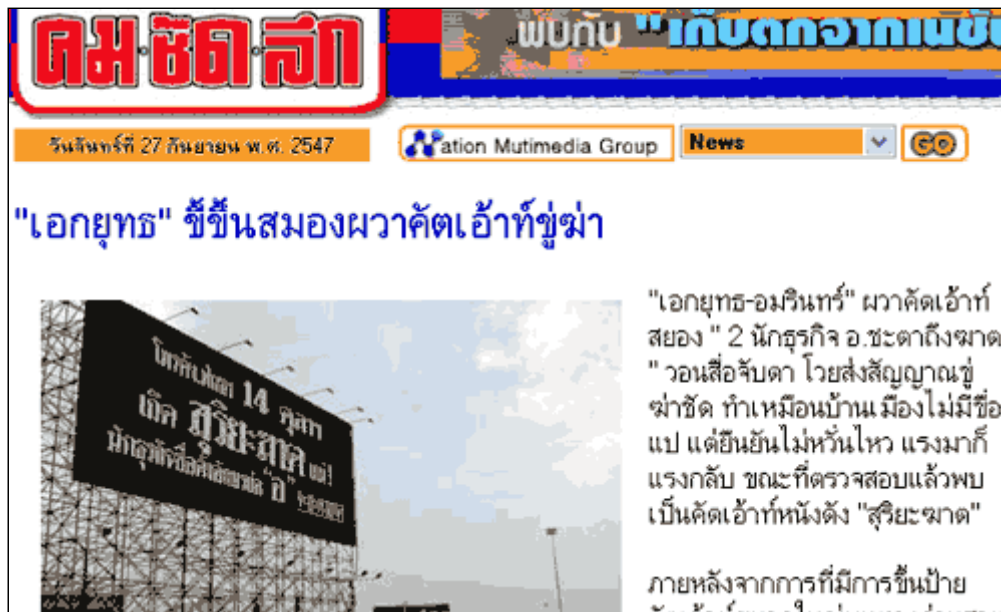 คม·ชัด·ลึก
พบกับ "เก็บตกจากเนชั่
วันจันทร์ที่ 27 กันยายน พ.ศ. 2547
Nation Mutimedia Group
News
GO
"เอกยุทธ" ขี้ขึ้นสมองผวาคัตเอ้าท์ขู่ฆ่า
14 ตุลา
เกิด สุริยะฆาต แน่!
"อ"
"เอกยุทธ-อมรินทร์" ผวาคัดเอ้าท์
สยอง " 2 นักธุรกิจ อ.ชะตาถึงฆาต
" วอนสื่อจับตา โวยส่งสัญญาณขู่
ฆ่าชัด ทำเหมือนบ้านเมืองไม่มีขื่อ
แป แต่ยืนยันไม่หวั่นไหว แรงมาก็
แรงกลับ ขณะที่ตรวจสอบแล้วพบ
เป็นคัดเอ้าท์หนังดัง "สุริยะฆาต"
ภายหลังจากการที่มีการขึ้นป้าย